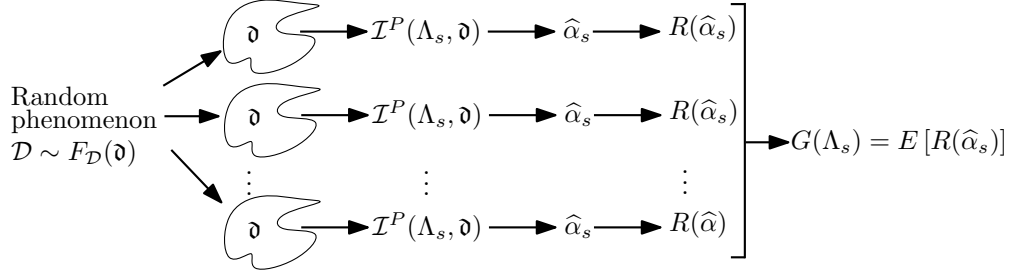 𝔡 ℐ^P(Λ_s, 𝔡) α̂_s R(α̂_s)
Random
phenomenon
𝒟 ∼ F_𝒟(𝔡)
𝔡 ℐ^P(Λ_s, 𝔡) α̂_s R(α̂_s)
G(Λ_s) = E [R(α̂_s)]
⋮ ⋮ ⋮
𝔡 ℐ^P(Λ_s, 𝔡) α̂_s R(α̂)